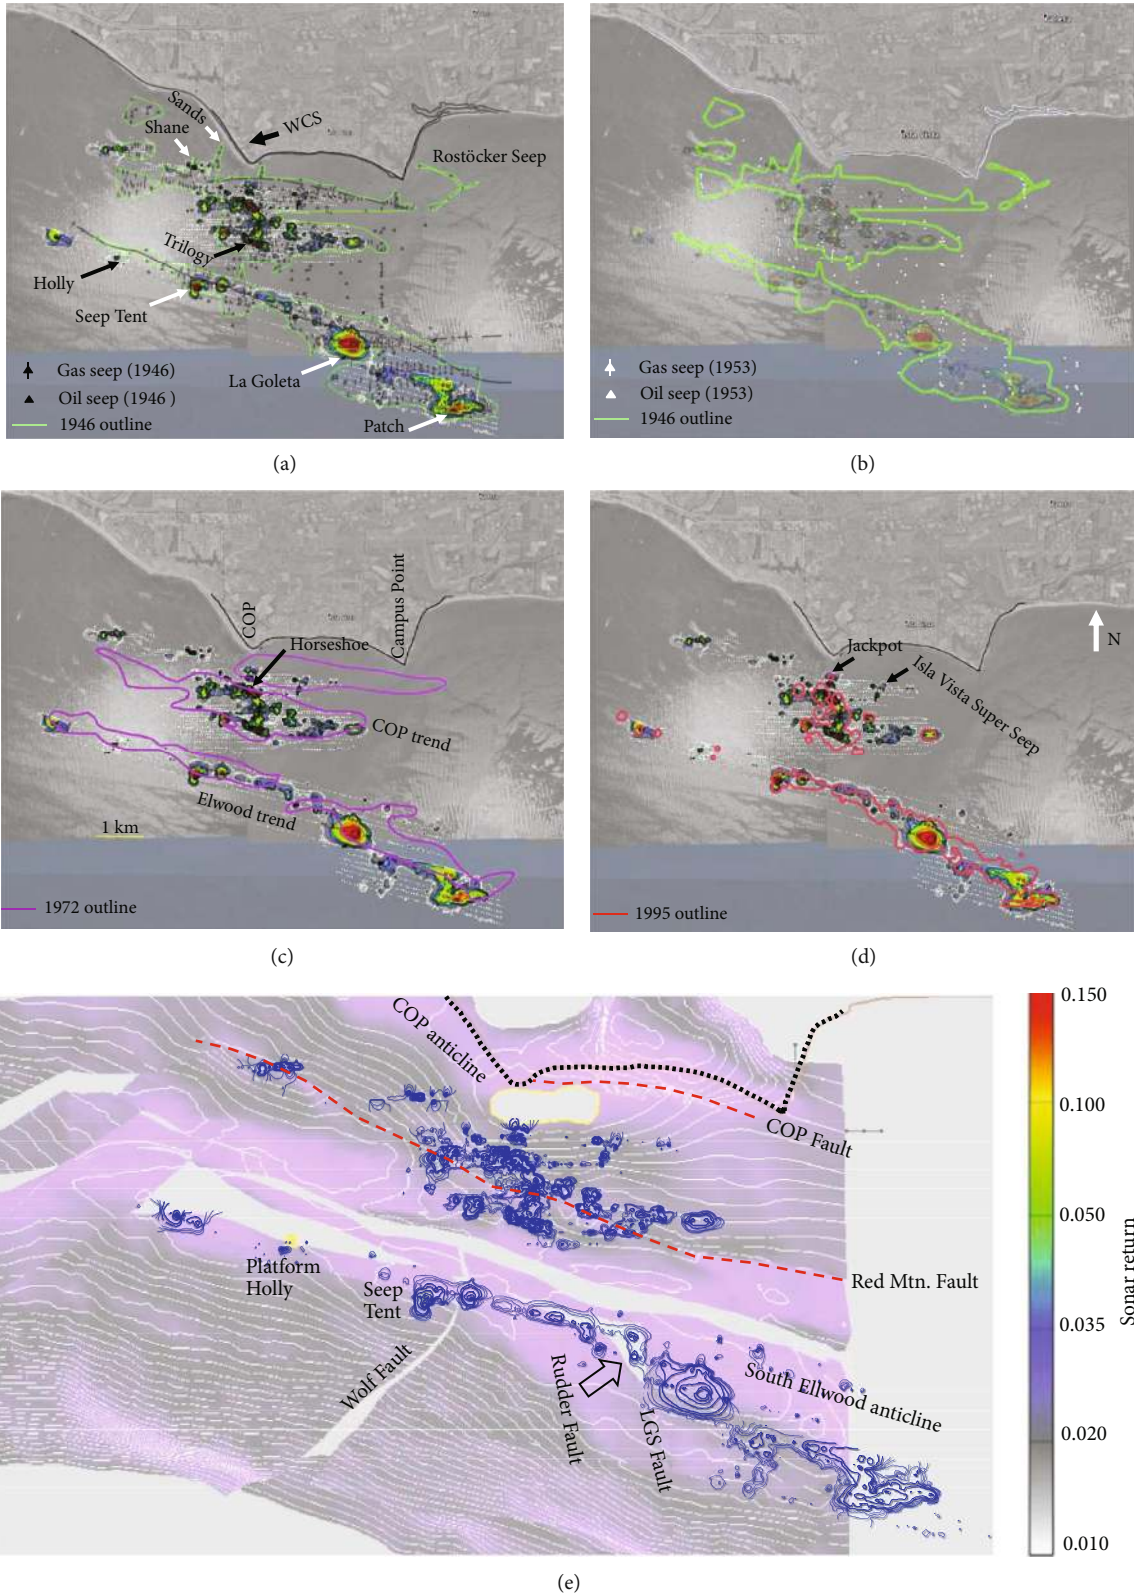 Sands
Shane
WCS
Rostöcker Seep
Trilogy
Holly
Seep Tent
La Goleta
Patch
Gas seep (1946)
Oil seep (1946 )
1946 outline
(a)
Gas seep (1953)
Oil seep (1953)
1946 outline
(b)
COP
Campus Point
Horseshoe
COP trend
Elwood trend
1 km
1972 outline
(c)
N
Jackpot
Isla Vista Super Seep
1995 outline
(d)
COP anticline
COP Fault
Platform
Holly
Seep
Tent
Red Mtn. Fault
Wolf Fault
Rudder Fault
LGS Fault
South Ellwood anticline
0.150
0.100
0.050
0.035
0.020
0.010
Sonar return
(e)